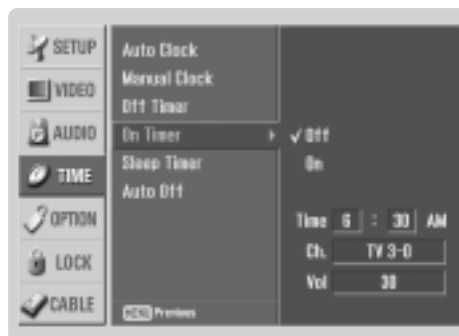 SETUP
VIDEO
AUDIO
TIME
OPTION
LOCK
CABLE
Auto Clock
Manual Clock
Off Timer
On Timer
Sleep Timer
Auto Off
MENU Previous
✓ Off
On
Time 6 : 30 AM
Ch. TV 3-0
Vol 30